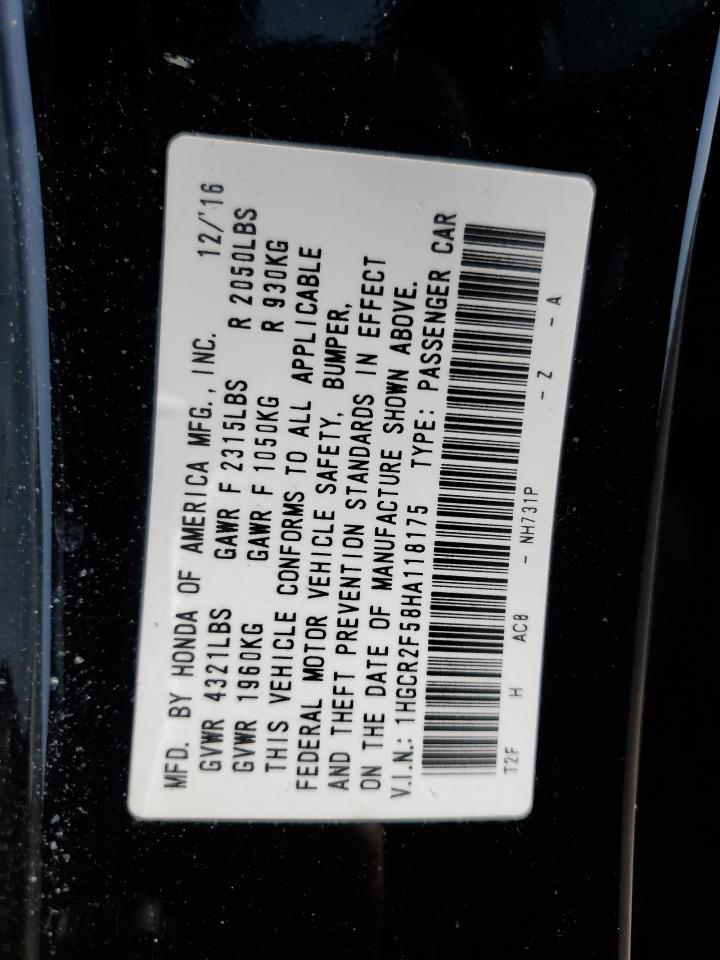 MFD. BY HONDA OF AMERICA MFG., INC. 12/'16
GVWR 4321LBS GAWR F 2315LBS R 2050LBS
GVWR 1960KG GAWR F 1050KG R 930KG
THIS VEHICLE CONFORMS TO ALL APPLICABLE
FEDERAL MOTOR VEHICLE SAFETY, BUMPER,
AND THEFT PREVENTION STANDARDS IN EFFECT
ON THE DATE OF MANUFACTURE SHOWN ABOVE.
V.I.N.: 1HGCR2F58HA118175 TYPE: PASSENGER CAR
T2F H AC8 - NH731P - Z - A